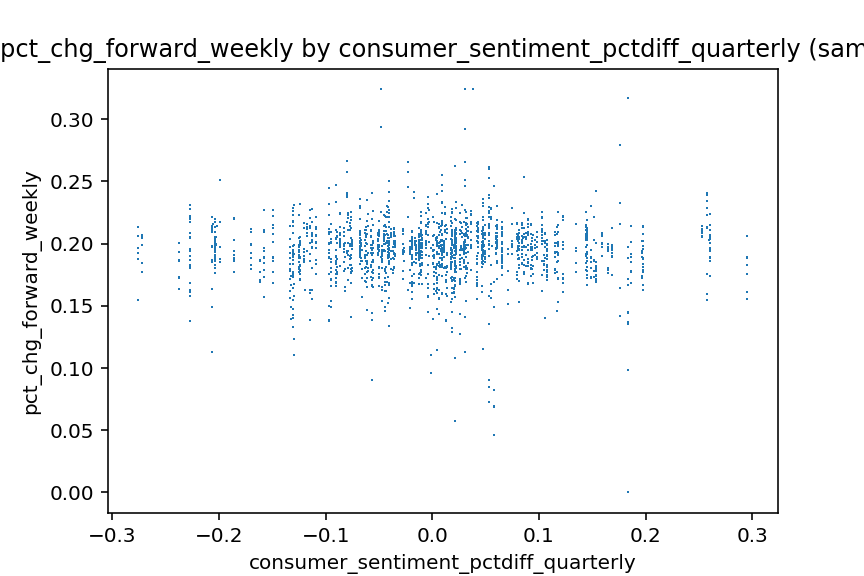 pct_chg_forward_weekly by consumer_sentiment_pctdiff_quarterly (sam
0.30
0.25
0.20
0.15
0.10
0.05
0.00
pct_chg_forward_weekly
−0.3 −0.2 −0.1 0.0 0.1 0.2 0.3
consumer_sentiment_pctdiff_quarterly